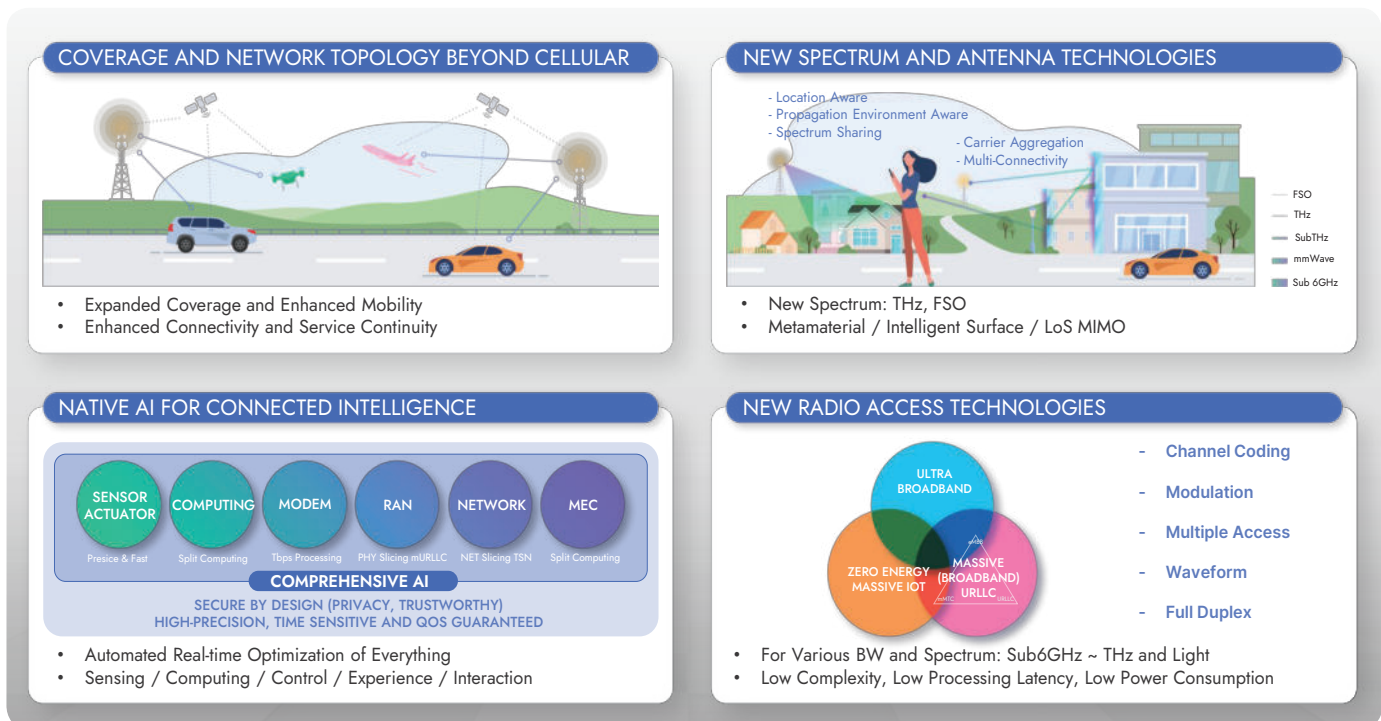 COVERAGE AND NETWORK TOPOLOGY BEYOND CELLULAR
• Expanded Coverage and Enhanced Mobility
• Enhanced Connectivity and Service Continuity
NEW SPECTRUM AND ANTENNA TECHNOLOGIES
- Location Aware
- Propagation Environment Aware
- Spectrum Sharing
- Carrier Aggregation
- Multi-Connectivity
FSO
THz
SubTHz
mmWave
Sub 6GHz
• New Spectrum: THz, FSO
• Metamaterial / Intelligent Surface / LoS MIMO
NATIVE AI FOR CONNECTED INTELLIGENCE
SENSOR
ACTUATOR
COMPUTING
MODEM
RAN
NETWORK
MEC
Presice & Fast
Split Computing
Tbps Processing
PHY Slicing mURLLC
NET Slicing TSN
Split Computing
COMPREHENSIVE AI
SECURE BY DESIGN (PRIVACY, TRUSTWORTHY)
HIGH-PRECISION, TIME SENSITIVE AND QOS GUARANTEED
• Automated Real-time Optimization of Everything
• Sensing / Computing / Control / Experience / Interaction
NEW RADIO ACCESS TECHNOLOGIES
ULTRA
BROADBAND
ZERO ENERGY
MASSIVE IOT
eMBB
MASSIVE
(BROADBAND)
URLLC
mMTC
URLLC
- Channel Coding
- Modulation
- Multiple Access
- Waveform
- Full Duplex
• For Various BW and Spectrum: Sub6GHz ~ THz and Light
• Low Complexity, Low Processing Latency, Low Power Consumption